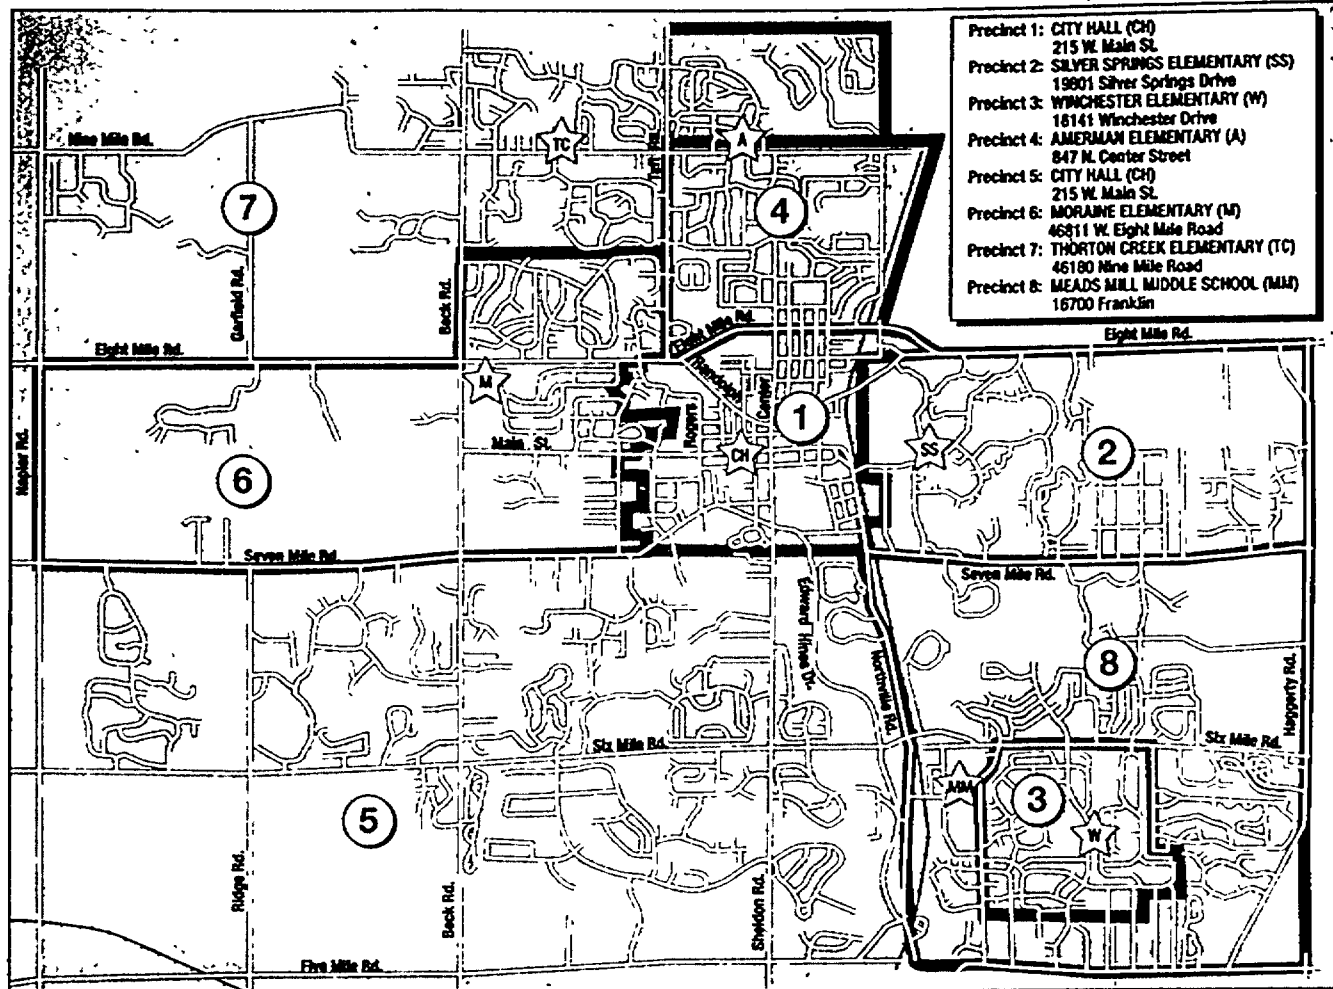 Precinct 1: CITY HALL (CH)
215 W. Main St.
Precinct 2: SILVER SPRINGS ELEMENTARY (SS)
19801 Silver Springs Drive
Precinct 3: WINCHESTER ELEMENTARY (W)
16141 Winchester Drive
Precinct 4: AMERMAN ELEMENTARY (A)
847 N. Center Street
Precinct 5: CITY HALL (CH)
215 W. Main St.
Precinct 6: MORAINE ELEMENTARY (M)
46811 W. Eight Mile Road
Precinct 7: THORTON CREEK ELEMENTARY (TC)
46180 Nine Mile Road
Precinct 8: MEADS MILL MIDDLE SCHOOL (MM)
16700 Franklin
Nine Mile Rd.
TC
Taft Rd.
A
7
4
Garfield Rd.
Beck Rd.
Eight Mile Rd.
Eight Mile Rd.
Eight Mile Rd.
M
Randolph
Center
Rogers
1
Main St.
CH
SS
2
Napier Rd.
6
Seven Mile Rd.
Seven Mile Rd.
Edward Hines Dr.
Northville Rd.
8
Haggerty Rd.
Six Mile Rd.
Six Mile Rd.
MM
3
W
5
Ridge Rd.
Beck Rd.
Sheldon Rd.
Five Mile Rd.